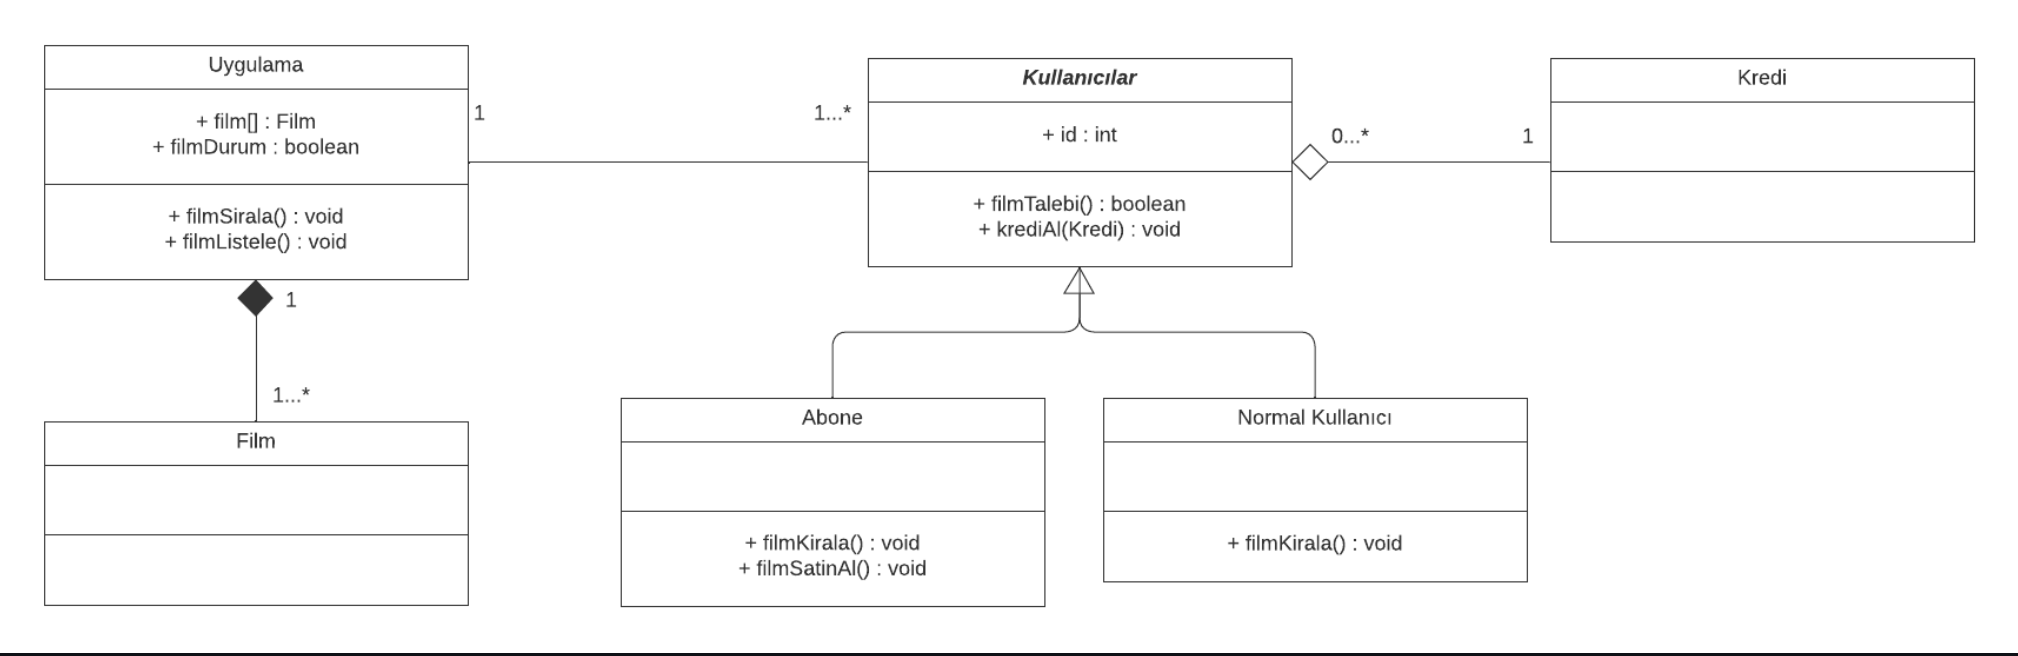 Uygulama
+ film[] : Film
+ filmDurum : boolean
+ filmSirala() : void
+ filmListele() : void
1
1...*
Kullanıcılar
+ id : int
+ filmTalebi() : boolean
+ krediAl(Kredi) : void
0...*
1
Kredi
1
1...*
Film
Abone
+ filmKirala() : void
+ filmSatinAl() : void
Normal Kullanıcı
+ filmKirala() : void